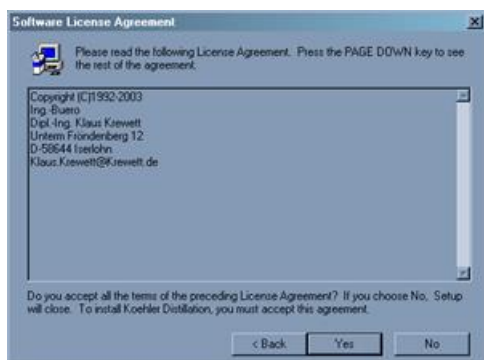 Software License Agreement
Please read the following License Agreement. Press the PAGE DOWN key to see
the rest of the agreement.
Copyright (C)1992-2003
Ing.-Buero
Dipl.-Ing. Klaus Krewett
Unterm Fröndenberg 12
D-58644 Iserlohn
Klaus.Krewett@Krewett.de
Do you accept all the terms of the preceding License Agreement? If you choose No, Setup
will close. To install Koehler Distillation, you must accept this agreement.
< Back
Yes
No